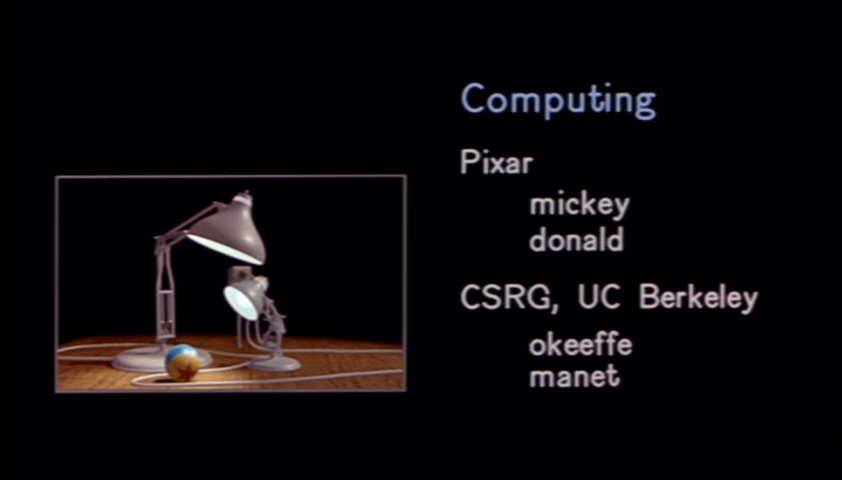 Computing
Pixar
mickey
donald
CSRG, UC Berkeley
okeeffe
manet